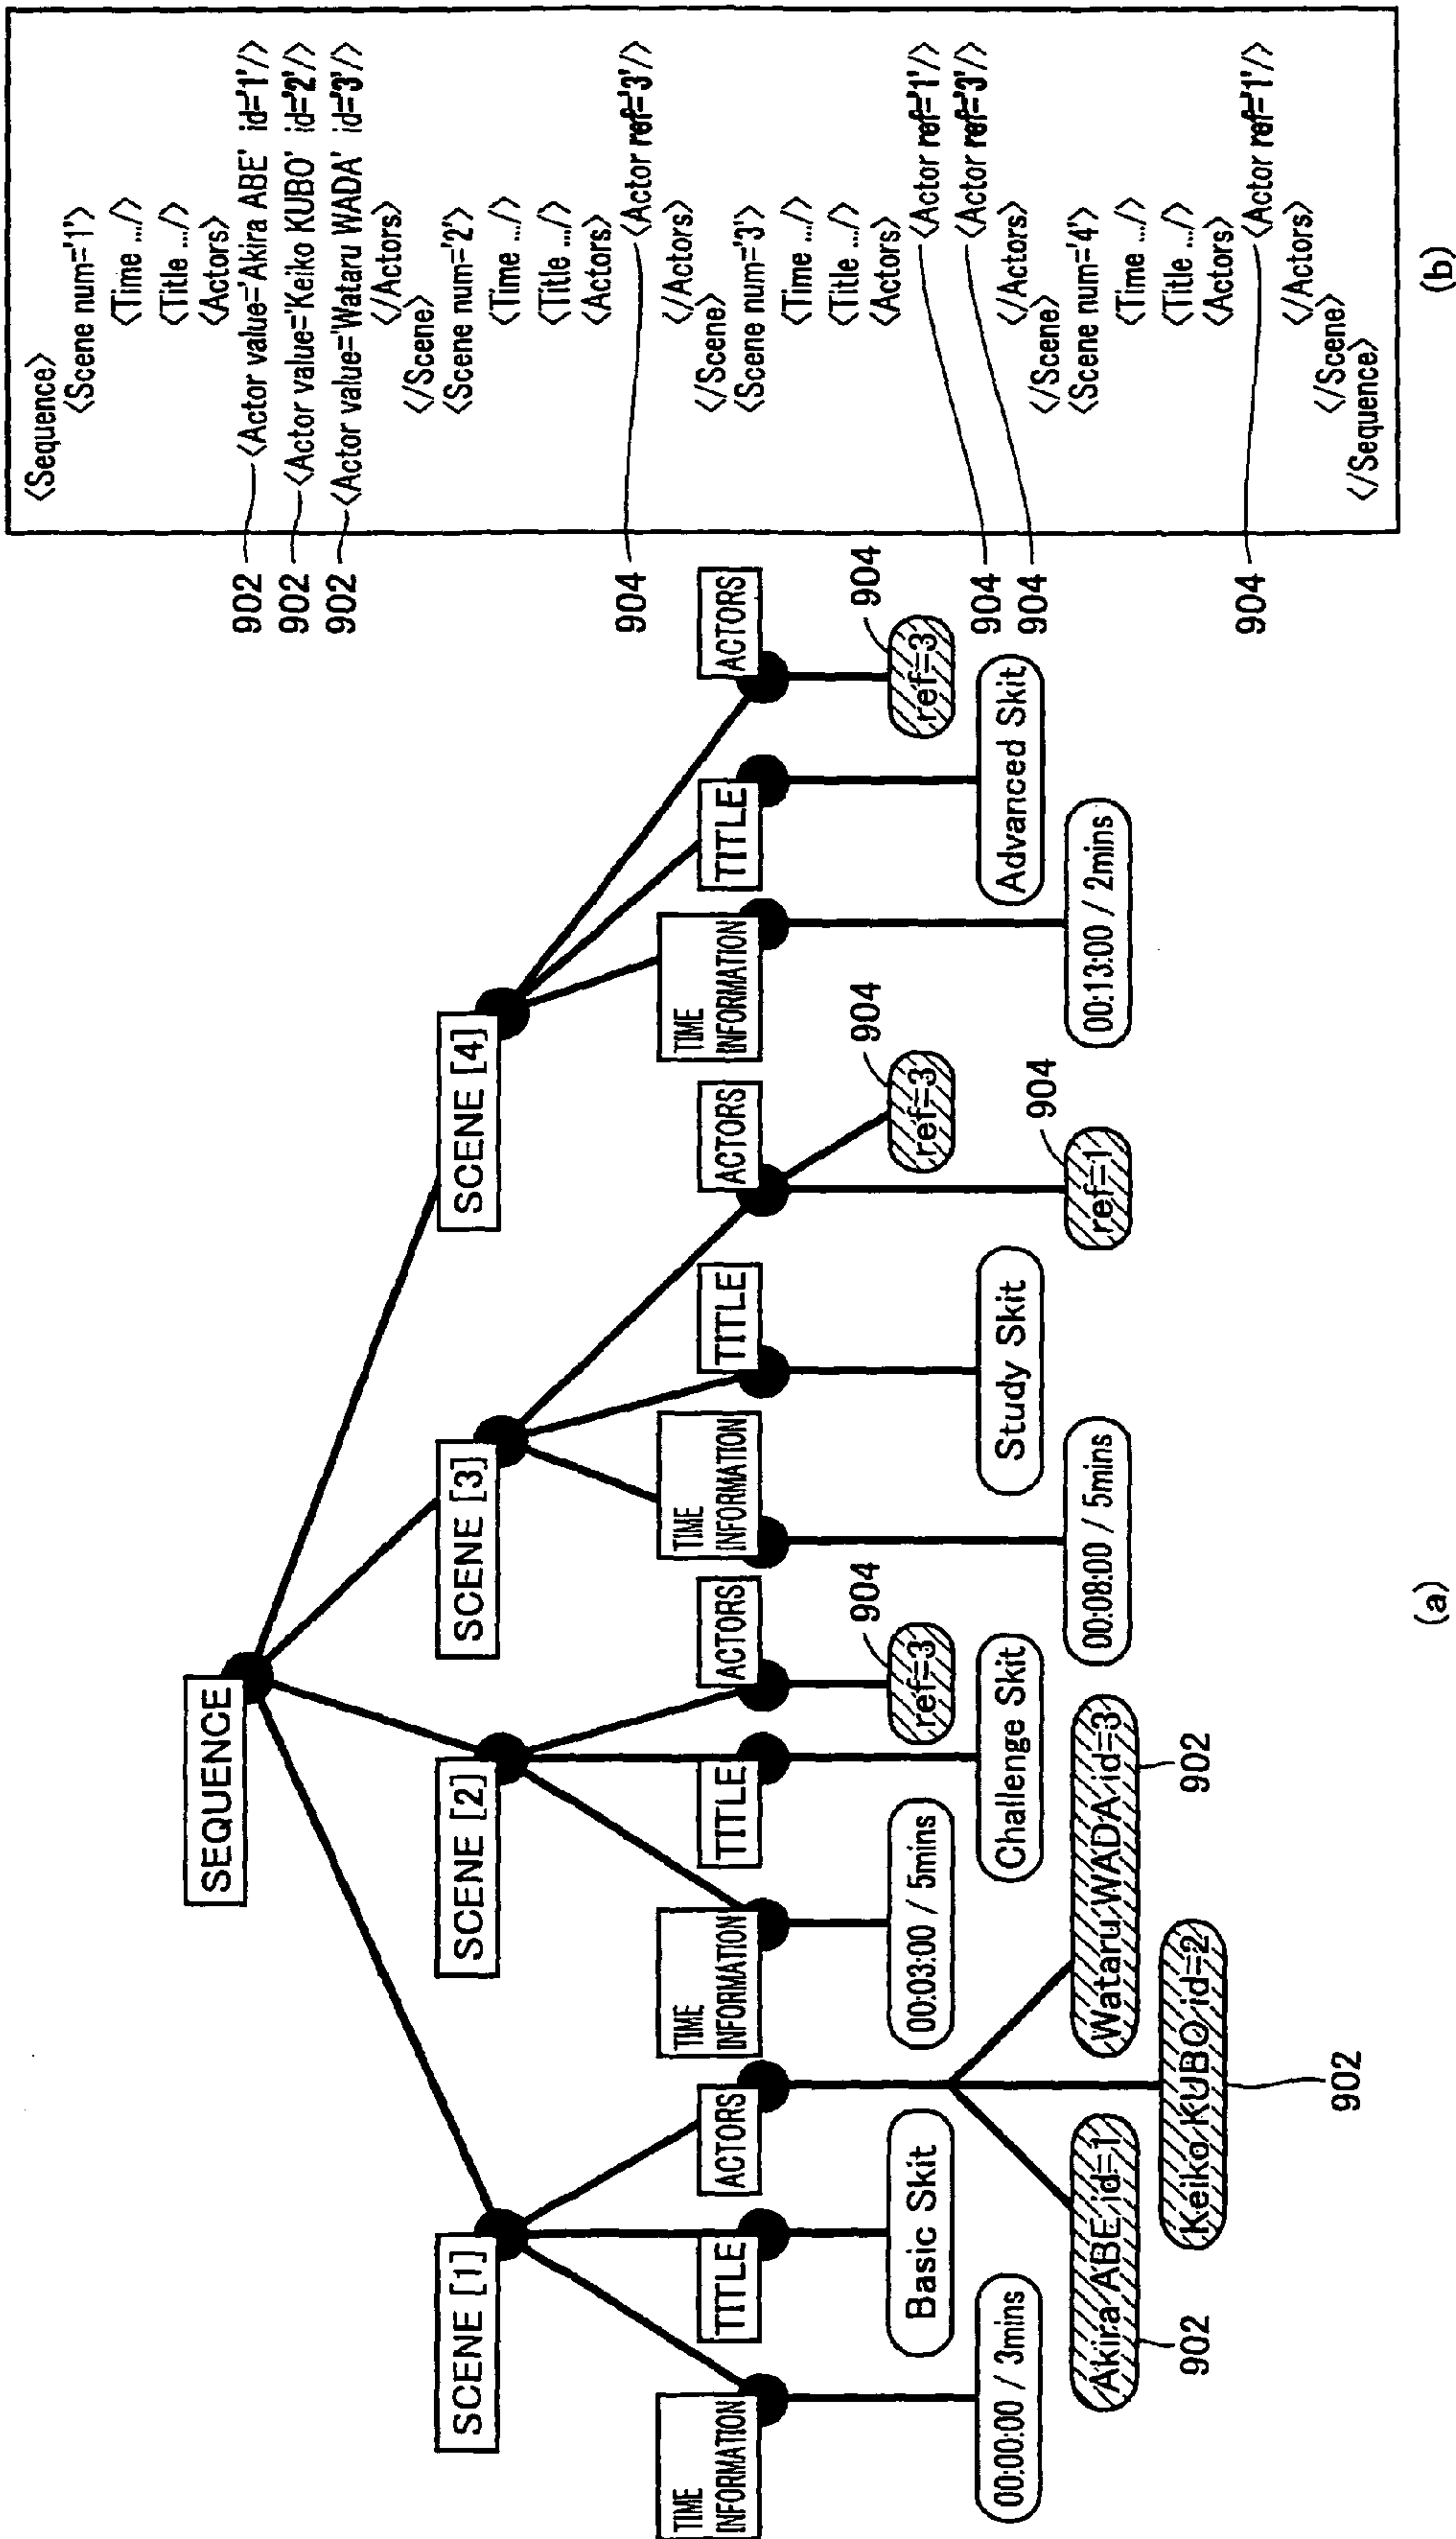 SEQUENCE
SCENE [1]
SCENE [2]
SCENE [3]
SCENE [4]
TIME
INFORMATION
TITLE
ACTORS
TIME
INFORMATION
TITLE
ACTORS
TIME
INFORMATION
TITLE
ACTORS
TIME
INFORMATION
TITLE
ACTORS
00:00:00 / 3mins
Basic Skit
Akira ABE id=1
902
Keiko KUBO id=2
902
Wataru WADA id=3
902
00:03:00 / 5mins
Challenge Skit
ref=3
904
00:08:00 / 5mins
Study Skit
ref=1
904
ref=3
904
00:13:00 / 2mins
Advanced Skit
ref=3
904
(a)
<Sequence>
<Scene num='1'>
<Time .../>
<Title .../>
<Actors>
902 <Actor value='Akira ABE' id='1'/>
902 <Actor value='Keiko KUBO' id='2'/>
902 <Actor value='Wataru WADA' id='3'/>
</Actors>
</Scene>
<Scene num='2'>
<Time .../>
<Title .../>
<Actors>
904 <Actor ref='3'/>
</Actors>
</Scene>
<Scene num='3'>
<Time .../>
<Title .../>
<Actors>
904 <Actor ref='1'/>
904 <Actor ref='3'/>
</Actors>
</Scene>
<Scene num='4'>
<Time .../>
<Title .../>
<Actors>
904 <Actor ref='1'/>
</Actors>
</Scene>
</Sequence>
(b)